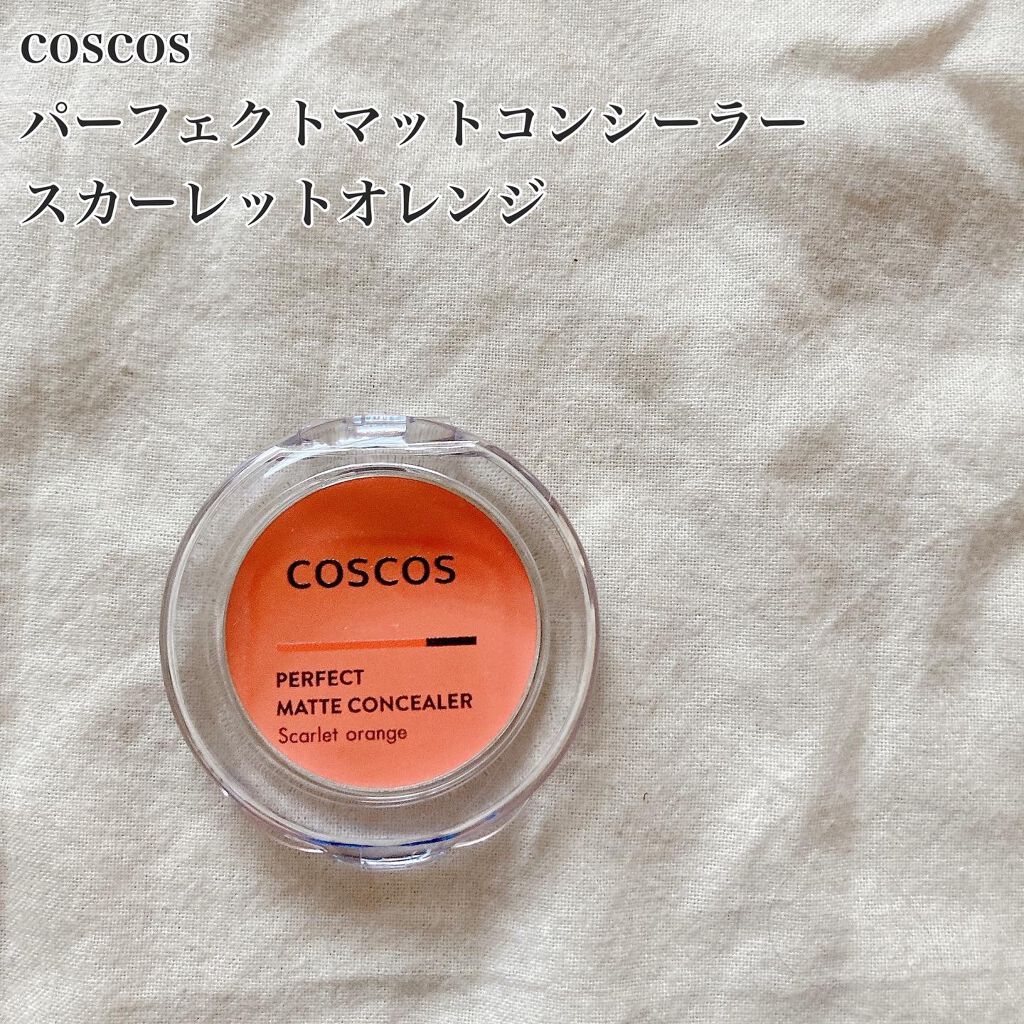 coscos
パーフェクトマットコンシーラー
スカーレットオレンジ
COSCOS
PERFECT
MATTE CONCEALER
Scarlet orange